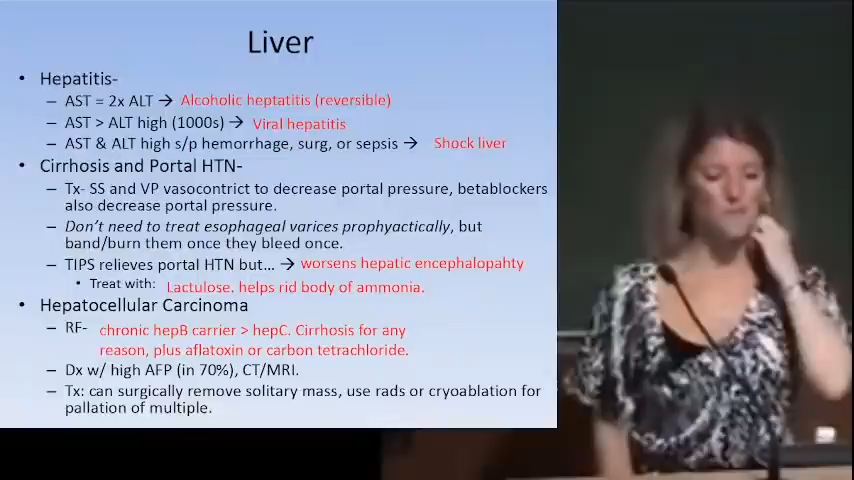 Liver
• Hepatitis-
– AST = 2x ALT → Alcoholic heptatitis (reversible)
– AST > ALT high (1000s) → Viral hepatitis
– AST & ALT high s/p hemorrhage, surg, or sepsis → Shock liver
• Cirrhosis and Portal HTN-
– Tx- SS and VP vasocontrict to decrease portal pressure, betablockers
also decrease portal pressure.
– Don't need to treat esophageal varices prophyactically, but
band/burn them once they bleed once.
– TIPS relieves portal HTN but... → worsens hepatic encephalopahty
• Treat with: Lactulose. helps rid body of ammonia.
• Hepatocellular Carcinoma
– RF- chronic hepB carrier > hepC. Cirrhosis for any
reason, plus aflatoxin or carbon tetrachloride.
– Dx w/ high AFP (in 70%), CT/MRI.
– Tx: can surgically remove solitary mass, use rads or cryoablation for
pallation of multiple.